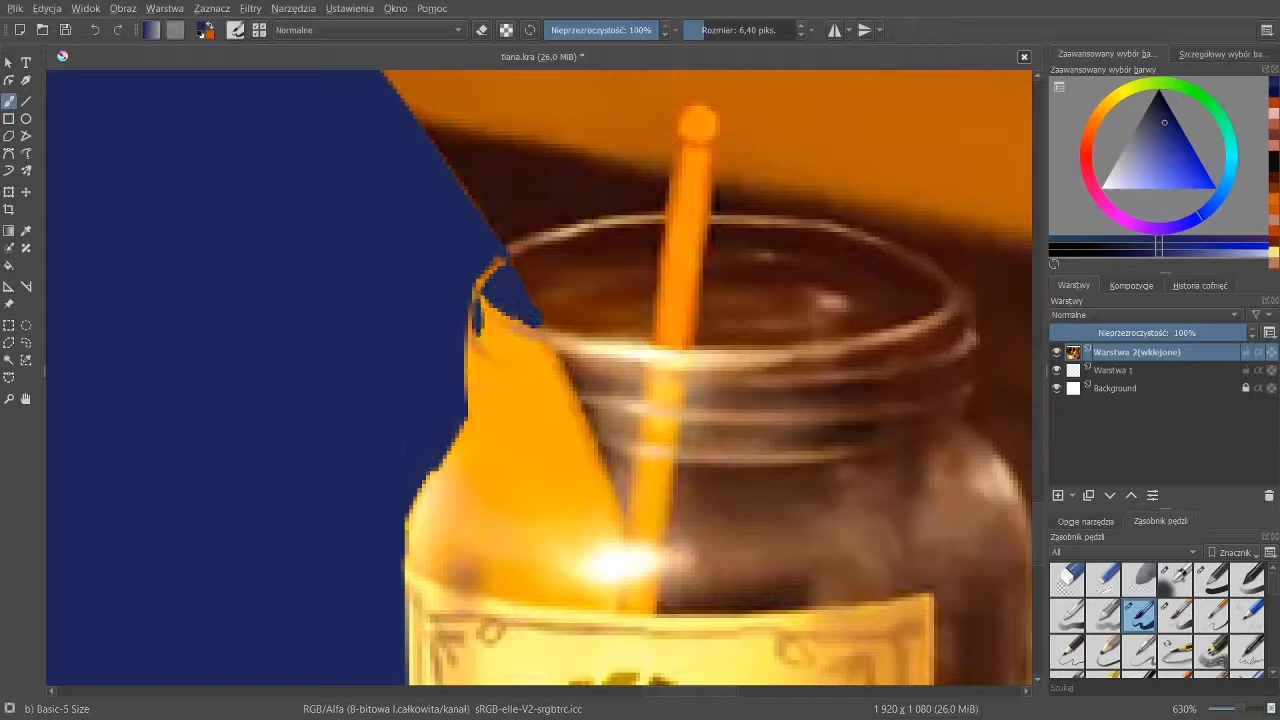 Plik Edycja Widok Obraz Warstwa Zaznacz Filtry Narzędzia Ustawienia Okno Pomoc
Normalne
Nieprzezroczystość: 100%
Rozmiar: 6,40 piks.
tiana.kra (26,0 MiB) *
Zaawansowany wybór ba...
Szczegółowy wybór ba...
Zaawansowany wybór barwy
Warstwy
Kompozycje
Historia cofnięć
Warstwy
Normalne
Nieprzezroczystość: 100%
Warstwa 2(wklejone)
Warstwa 1
Background
Opcje narzędzia
Zasobnik pędzli
Zasobnik pędzli
All
Znacznik
Szukaj
b) Basic-5 Size
RGB/Alfa (8-bitowa l.całkowita/kanał) sRGB-elle-V2-srgbtrc.icc
1 920 x 1 080 (26,0 MiB)
630%